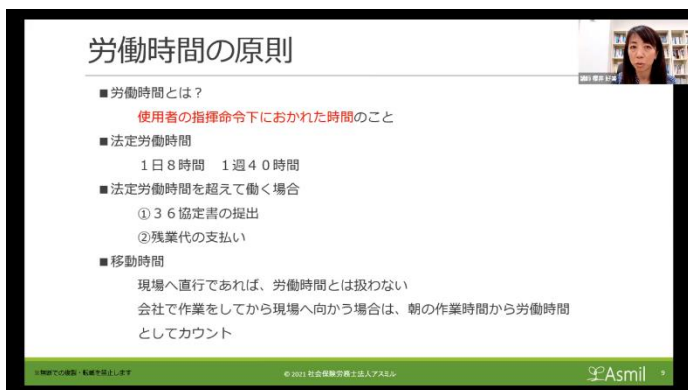 労働時間の原則
■労働時間とは？
使用者の指揮命令下におかれた時間のこと
■法定労働時間
１日８時間　１週４０時間
■法定労働時間を超えて働く場合
①３６協定書の提出
②残業代の支払い
■移動時間
現場へ直行であれば、労働時間とは扱わない
会社で作業をしてから現場へ向かう場合は、朝の作業時間から労働時間
としてカウント
※無断での複製・転載を禁止します
© 2021 社会保険労務士法人アスミル
Asmil
9